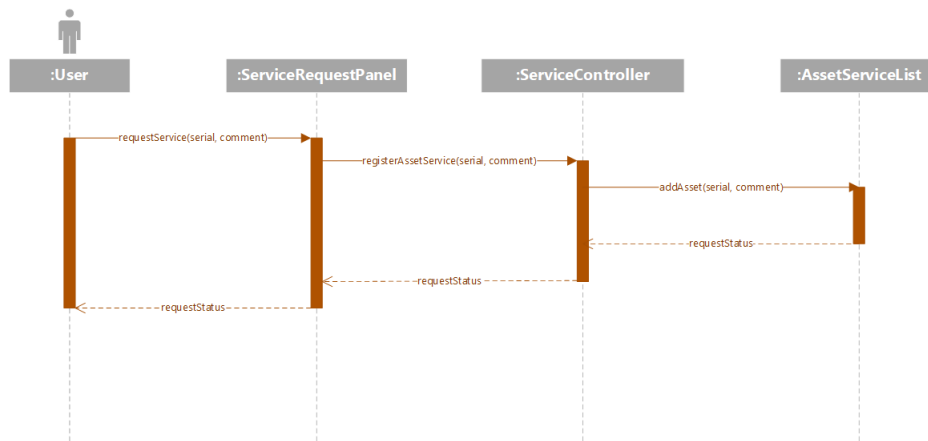 :User
:ServiceRequestPanel
:ServiceController
:AssetServiceList
requestService(serial, comment)
registerAssetService(serial, comment)
addAsset(serial, comment)
requestStatus
requestStatus
requestStatus